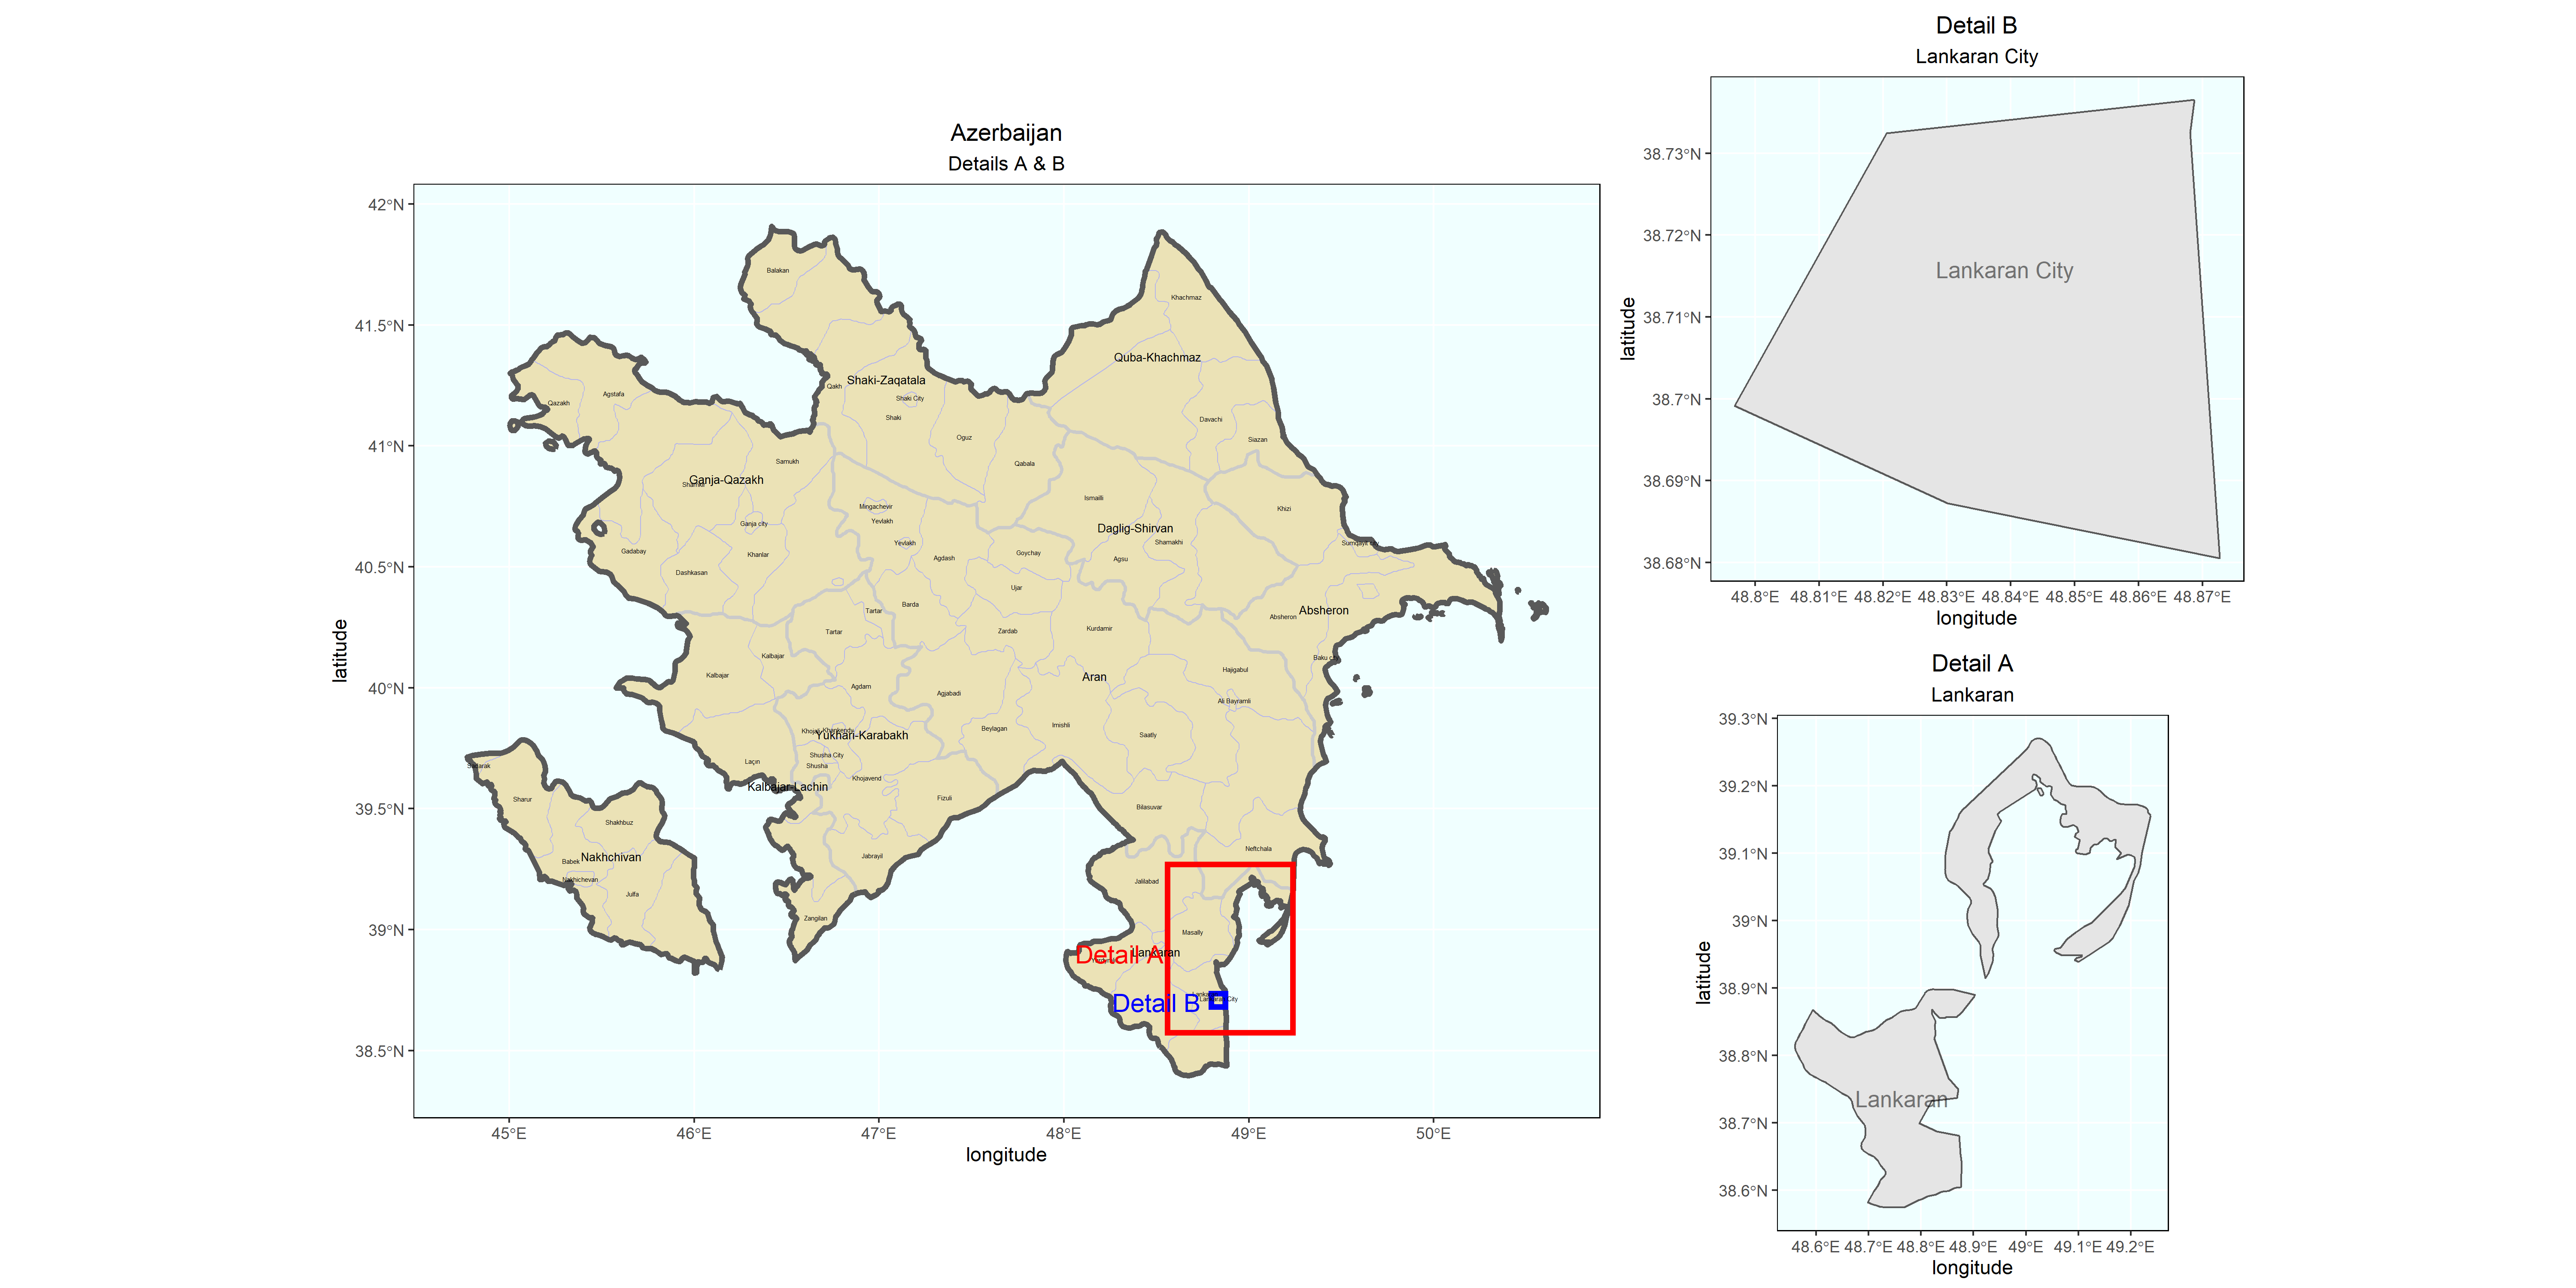 Azerbaijan
Details A & B
latitude
42°N
41.5°N
41°N
40.5°N
40°N
39.5°N
39°N
38.5°N
Balakan
Khachmaz
Quba-Khachmaz
Shaki-Zaqatala
Qakh
Agstafa
Shaki City
Qazakh
Shaki
Davachi
Oguz
Siazan
Samukh
Qabala
Ganja-Qazakh
Ismailli
Mingachevir
Khizi
Yevlakh
Ganja city
Daglig-Shirvan
Yevlakh
Shamakhi
Sumqayit city
Gadabay
Khanlar
Agdash
Goychay
Agsu
Dashkasan
Ujar
Barda
Tartar
Absheron
Absheron
Tartar
Zardab
Kurdamir
Kalbajar
Baku city
Kalbajar
Aran
Hajigabul
Agdam
Agjabadi
Ali Bayramli
Beylagan
Imishli
Yukhari-Karabakh
Saatly
Shusha City
Laçın
Shusha
Sadarak
Khojavend
Kalbajar-Lachin
Sharur
Fizuli
Bilasuvar
Shakhbuz
Neftchala
Nakhchivan
Babek
Jabrayil
Nakhichevan
Jalilabad
Julfa
Zangilan
Masally
Detail A
Lankaran
Detail B
Lankaran City
45°E
46°E
47°E
48°E
49°E
50°E
longitude
Detail B
Lankaran City
latitude
38.73°N
38.72°N
38.71°N
38.7°N
38.69°N
38.68°N
Lankaran City
48.8°E
48.81°E
48.82°E
48.83°E
48.84°E
48.85°E
48.86°E
48.87°E
longitude
Detail A
Lankaran
latitude
39.3°N
39.2°N
39.1°N
39°N
38.9°N
38.8°N
38.7°N
38.6°N
Lankaran
48.6°E
48.7°E
48.8°E
48.9°E
49°E
49.1°E
49.2°E
longitude